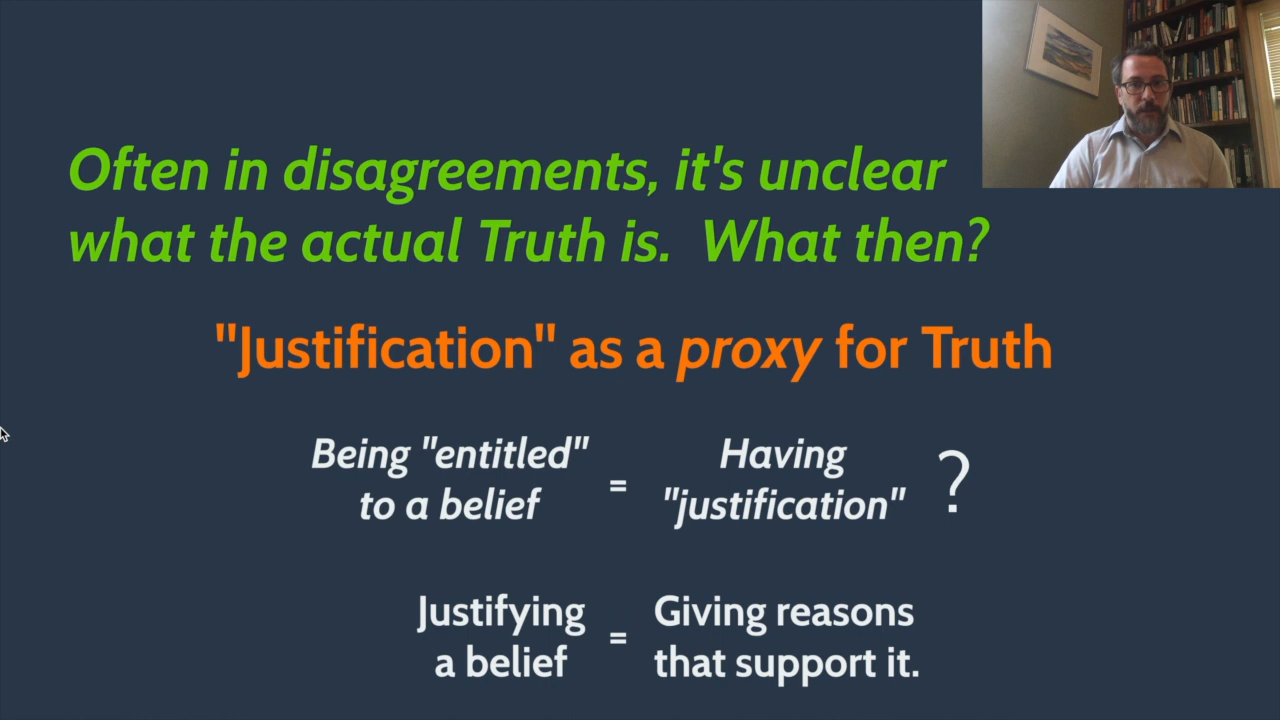 Often in disagreements, it's unclear
what the actual Truth is. What then?
"Justification" as a proxy for Truth
Being "entitled"
to a belief
=
Having
"justification"
?
Justifying
a belief
=
Giving reasons
that support it.